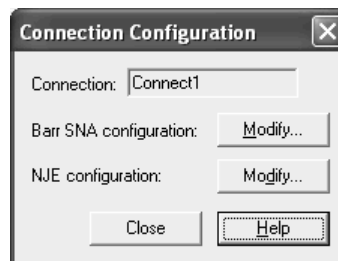 Connection Configuration
Connection: Connect1
Barr SNA configuration: Modify...
NJE configuration: Modify...
Close Help